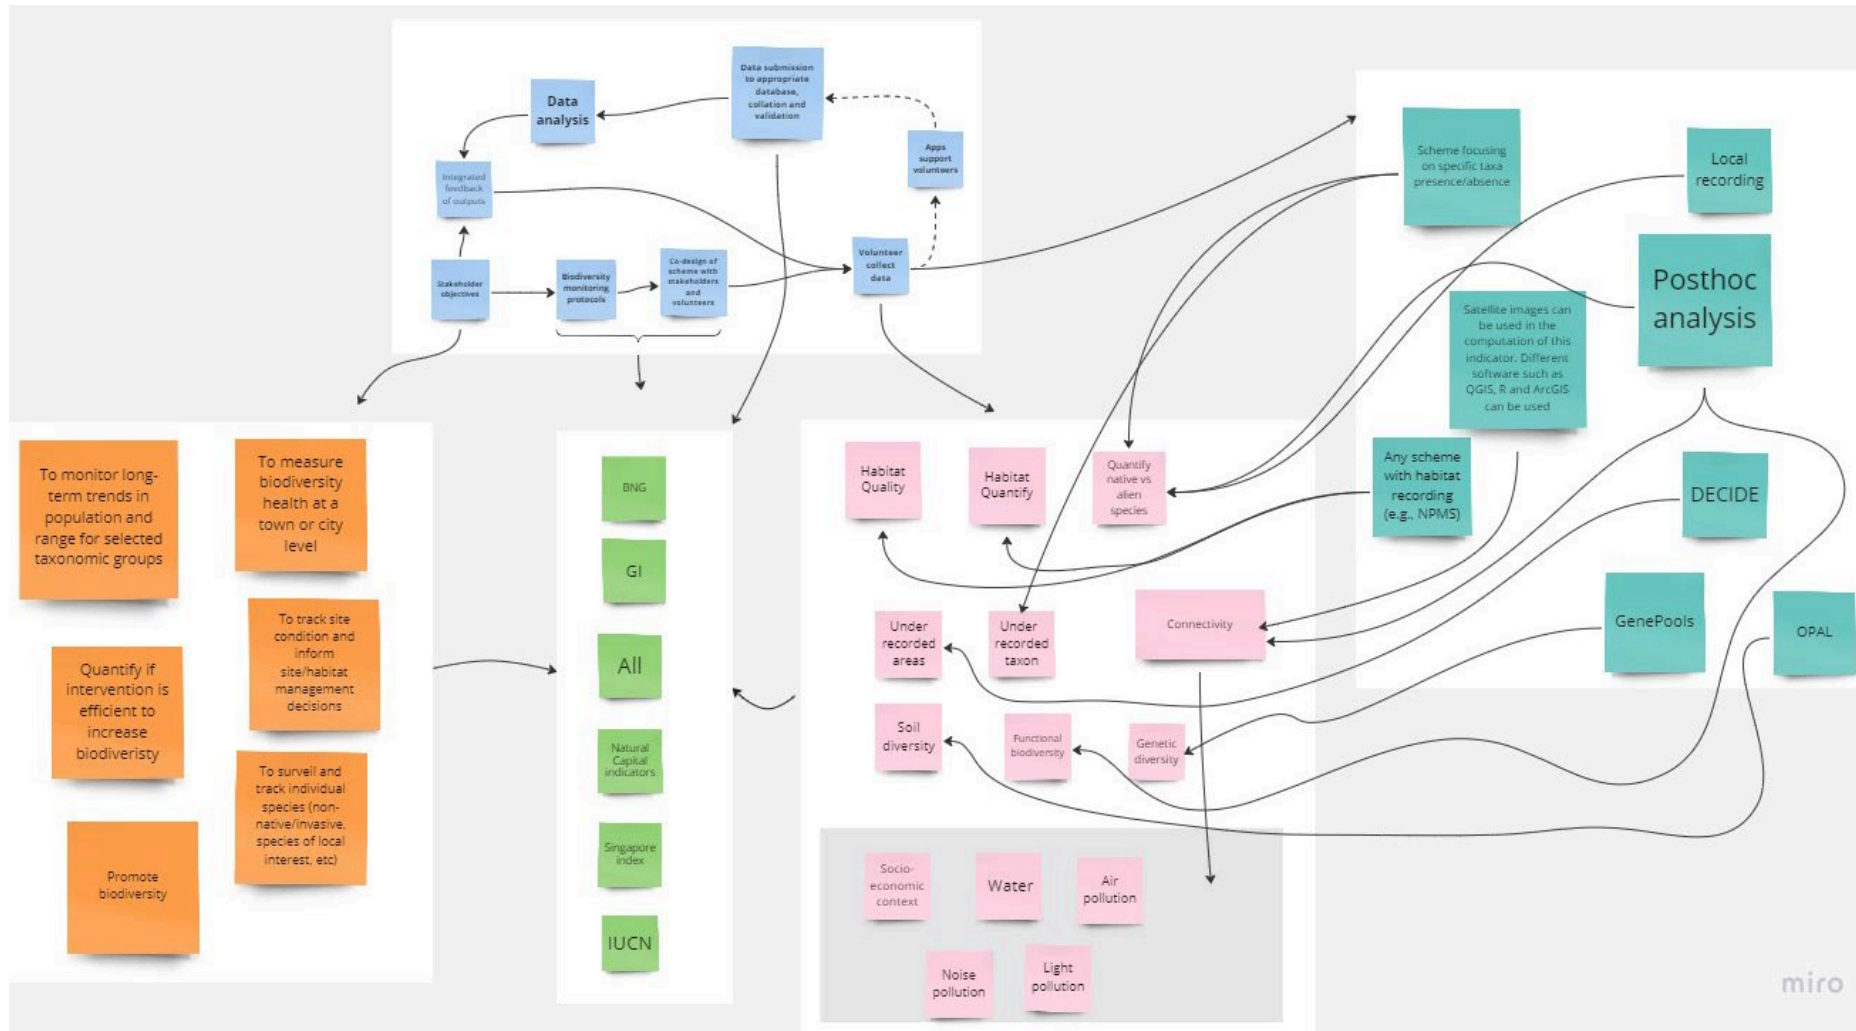 Data submission
to appropriate
database,
collation and
validation
Data
analysis
Apps
support
volunteers
Integrated
feedback
of outputs
Stakeholder
objectives
Biodiversity
monitoring
protocols
Co-design of
scheme with
stakeholders
and
volunteers
Volunteer
collect
data
To monitor long-
term trends in
population and
range for selected
taxonomic groups
To measure
biodiversity
health at a
town or city
level
To track site
condition and
inform
site/habitat
management
decisions
Quantify if
intervention is
efficient to
increase
biodiveristy
To surveil and
track individual
species (non-
native/invasive,
species of local
interest, etc)
Promote
biodiversity
BNG
GI
All
Natural
Capital
indicators
Singapore
index
IUCN
Habitat
Quality
Habitat
Quantify
Quantify
native vs
alien
species
Under
recorded
areas
Under
recorded
taxon
Connectivity
Soil
diversity
Functional
biodiversity
Genetic
diversity
Socio-
economic
context
Water
Air
pollution
Noise
pollution
Light
pollution
Scheme focusing
on specific taxa
presence/absence
Local
recording
Posthoc
analysis
Satellite images can
be used in the
computation of this
indicator. Different
software such as
QGIS, R and ArcGIS
can be used
Any scheme
with habitat
recording
(e.g., NPMS)
DECIDE
GenePools
OPAL
miro